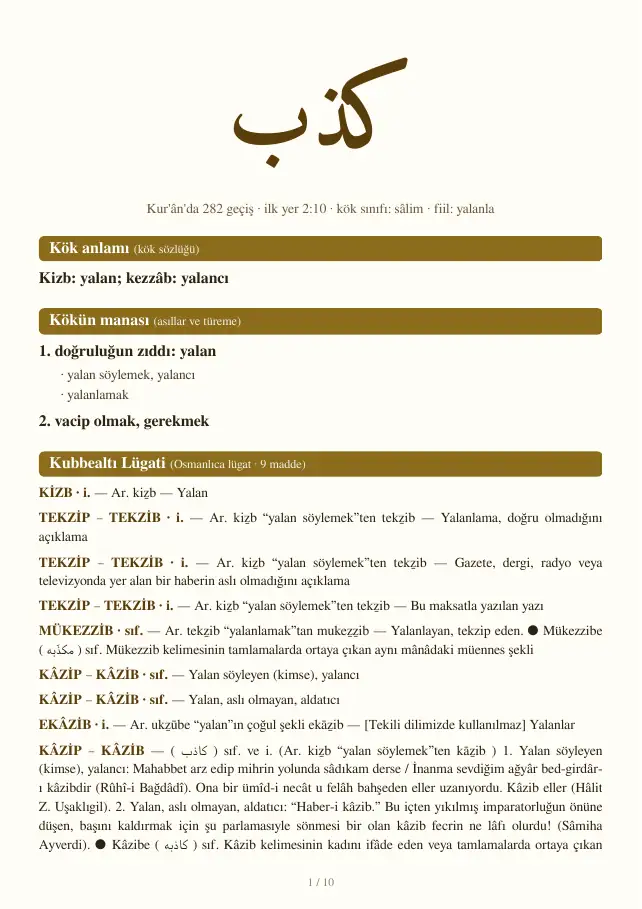 كذب
Kur'ân'da 282 geçiş · ilk yer 2:10 · kök sınıfı: sâlim · fiil: yalanla
Kök anlamı (kök sözlüğü)
Kizb: yalan; kezzâb: yalancı
Kökün manası (asıllar ve türeme)
1. doğruluğun zıddı: yalan
· yalan söylemek, yalancı
· yalanlamak
2. vacip olmak, gerekmek
Kubbealtı Lügati (Osmanlıca lügat · 9 madde)
KİZB · i. — Ar. kiẕb — Yalan
TEKZİP – TEKZİB · i. — Ar. kiẕb “yalan söylemek”ten tekẕіb — Yalanlama, doğru olmadığını
açıklama
TEKZİP – TEKZİB · i. — Ar. kiẕb “yalan söylemek”ten tekẕіb — Gazete, dergi, radyo veya
televizyonda yer alan bir haberin aslı olmadığını açıklama
TEKZİP – TEKZİB · i. — Ar. kiẕb “yalan söylemek”ten tekẕіb — Bu maksatla yazılan yazı
MÜKEZZİB · sıf. — Ar. tekẕіb “yalanlamak”tan mukeẕẕib — Yalanlayan, tekzip eden. ● Mükezzibe
( مكذّبه ) sıf. Mükezzib kelimesinin tamlamalarda ortaya çıkan aynı mânâdaki müennes şekli
KÂZİP – KÂZİB · sıf. — Yalan söyleyen (kimse), yalancı
KÂZİP – KÂZİB · sıf. — Yalan, aslı olmayan, aldatıcı
EKÂZİB · i. — Ar. ukẕūbe “yalan”ın çoğul şekli ekāẕib — [Tekili dilimizde kullanılmaz] Yalanlar
KÂZİP – KÂZİB — ( كاذب ) sıf. ve i. (Ar. kiẕb “yalan söylemek”ten kāẕib ) 1. Yalan söyleyen
(kimse), yalancı: Mahabbet arz edip mihrin yolunda sâdıkam derse / İnanma sevdiğim ağyâr bed-girdâr-
ı kâzibdir (Rûhî-i Bağdâdî). Ona bir ümîd-i necât u felâh bahşeden eller uzanıyordu. Kâzib eller (Hâlit
Z. Uşaklıgil). 2. Yalan, aslı olmayan, aldatıcı: “Haber-i kâzib.” Bu içten yıkılmış imparatorluğun önüne
düşen, başını kaldırmak için şu parlamasıyle sönmesi bir olan kâzib fecrin ne lâfı olurdu! (Sâmiha
Ayverdi). ● Kâzibe ( كاذبه ) sıf. Kâzib kelimesinin kadını ifâde eden veya tamlamalarda ortaya çıkan
1 / 10